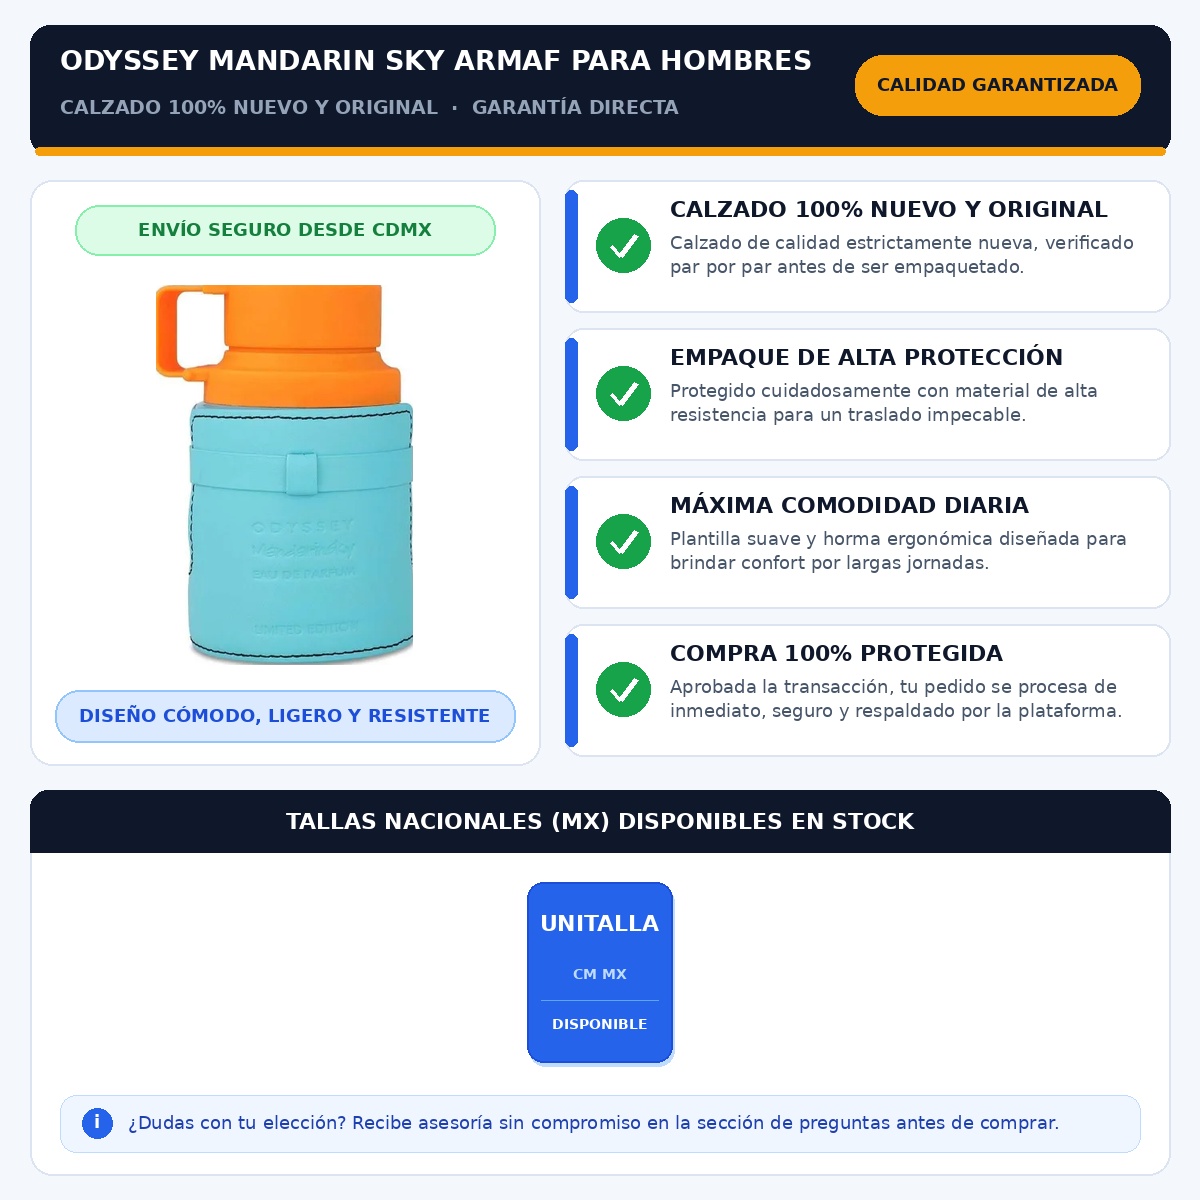 ODYSSEY MANDARIN SKY ARMAF PARA HOMBRES
CALZADO 100% NUEVO Y ORIGINAL · GARANTÍA DIRECTA
CALIDAD GARANTIZADA
ENVÍO SEGURO DESDE CDMX
ODYSSEY
Mandarin Sky
EAU DE PARFUM
LIMITED EDITION
DISEÑO CÓMODO, LIGERO Y RESISTENTE
CALZADO 100% NUEVO Y ORIGINAL
Calzado de calidad estrictamente nueva, verificado
par por par antes de ser empaquetado.
EMPAQUE DE ALTA PROTECCIÓN
Protegido cuidadosamente con material de alta
resistencia para un traslado impecable.
MÁXIMA COMODIDAD DIARIA
Plantilla suave y horma ergonómica diseñada para
brindar confort por largas jornadas.
COMPRA 100% PROTEGIDA
Aprobada la transacción, tu pedido se procesa de
inmediato, seguro y respaldado por la plataforma.
TALLAS NACIONALES (MX) DISPONIBLES EN STOCK
UNITALLA
CM MX
DISPONIBLE
i ¿Dudas con tu elección? Recibe asesoría sin compromiso en la sección de preguntas antes de comprar.